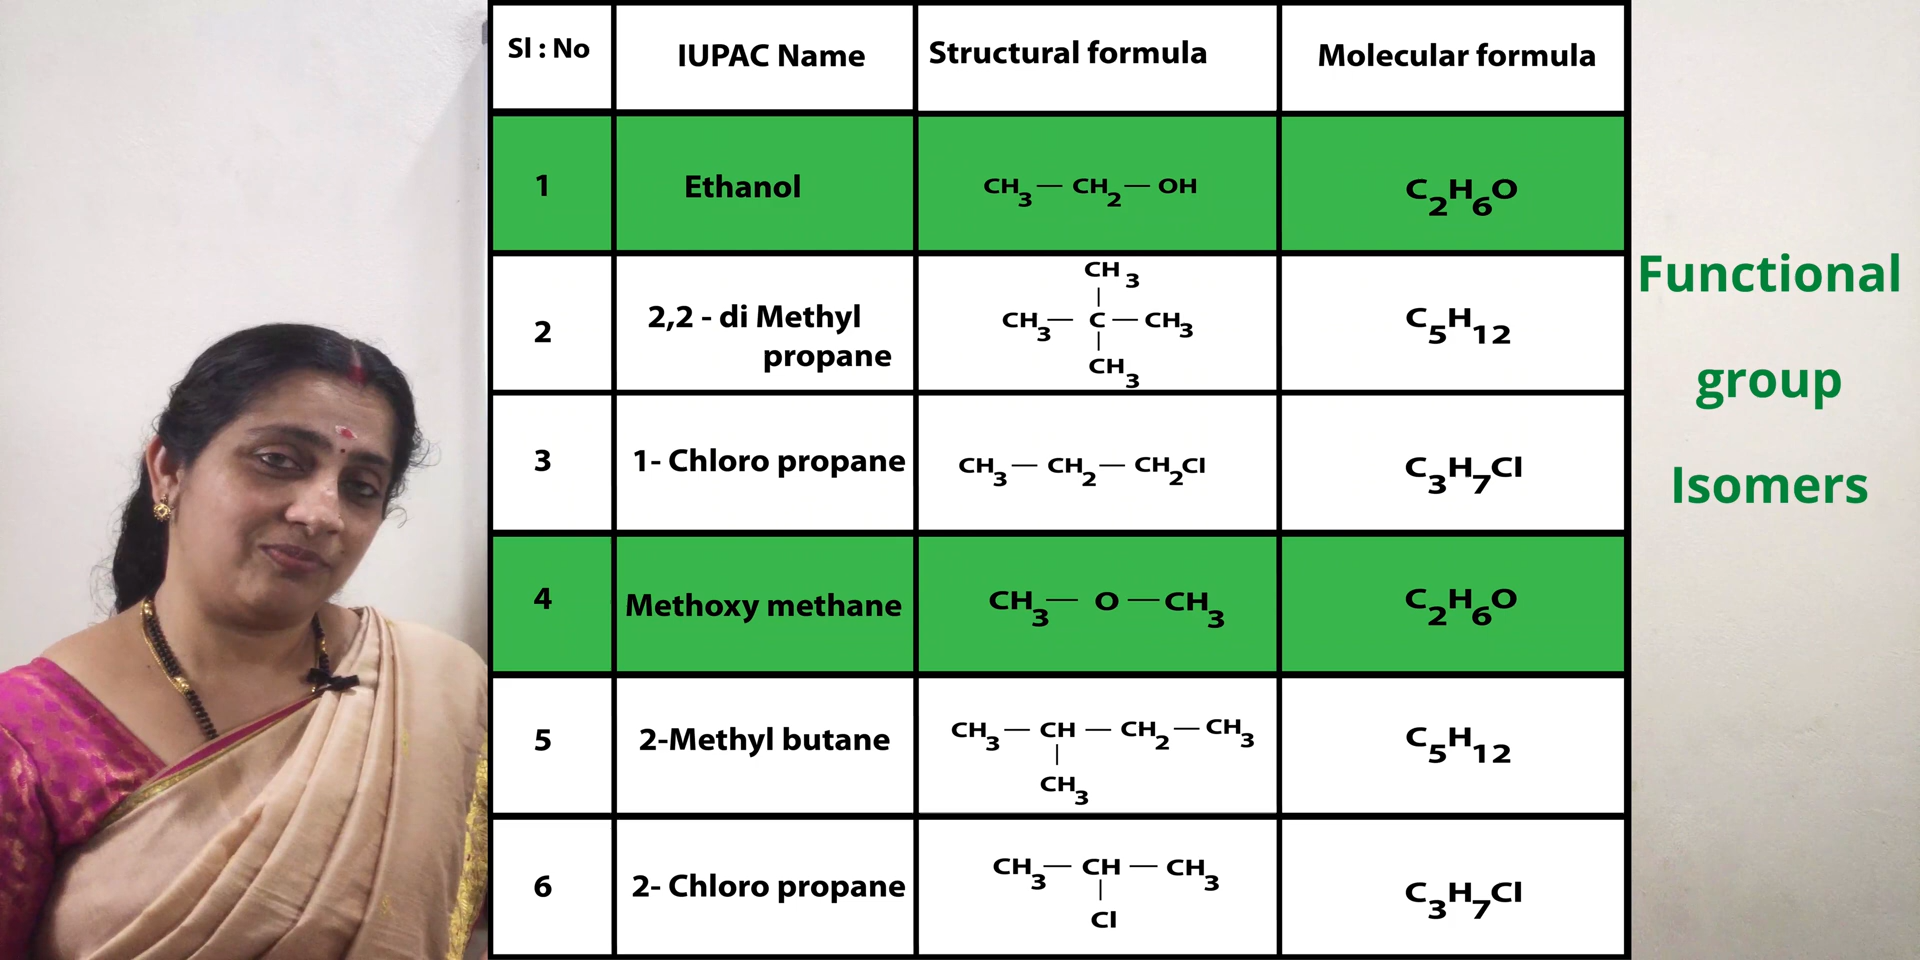 Sl : No IUPAC Name Structural formula Molecular formula
1 Ethanol CH₃ — CH₂ — OH C₂H₆O
CH₃
|
2 2,2 - di Methyl propane CH₃ — C — CH₃ C₅H₁₂
|
CH₃
3 1- Chloro propane CH₃ — CH₂ — CH₂Cl C₃H₇Cl
4 Methoxy methane CH₃ — O — CH₃ C₂H₆O
5 2-Methyl butane CH₃ — CH — CH₂ — CH₃ C₅H₁₂
|
CH₃
6 2- Chloro propane CH₃ — CH — CH₃ C₃H₇Cl
|
Cl
Functional
group
Isomers